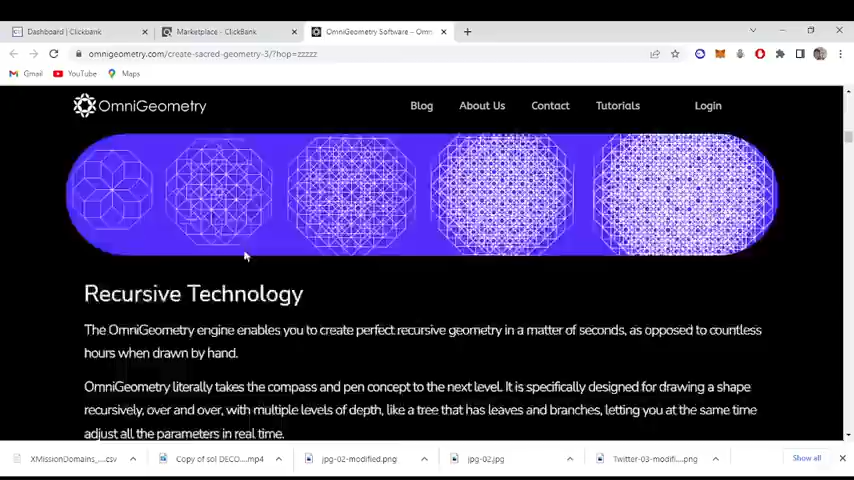 Dashboard | Clickbank
Marketplace - ClickBank
OmniGeometry Software – Omn
omnigeometry.com/create-sacred-geometry-3/?hop=zzzzz
Gmail
YouTube
Maps
OmniGeometry
Blog
About Us
Contact
Tutorials
Login
Recursive Technology
The OmniGeometry engine enables you to create perfect recursive geometry in a matter of seconds, as opposed to countless
hours when drawn by hand.
OmniGeometry literally takes the compass and pen concept to the next level. It is specifically designed for drawing a shape
recursively, over and over, with multiple levels of depth, like a tree that has leaves and branches, letting you at the same time
adjust all the parameters in real time.
XMissionDomains_....csv
Copy of sol DECO....mp4
jpg-02-modified.png
jpg-02.jpg
Twitter-03-modifi....png
Show all